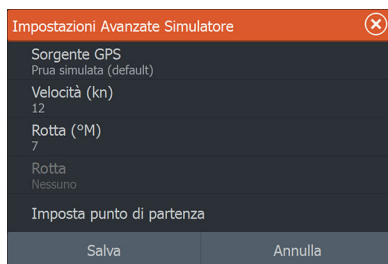 Impostazioni Avanzate Simulatore
Sorgente GPS
Prua simulata (default)
Velocità (kn)
12
Rotta (°M)
7
Rotta
Nessuno
Imposta punto di partenza
Salva Annulla